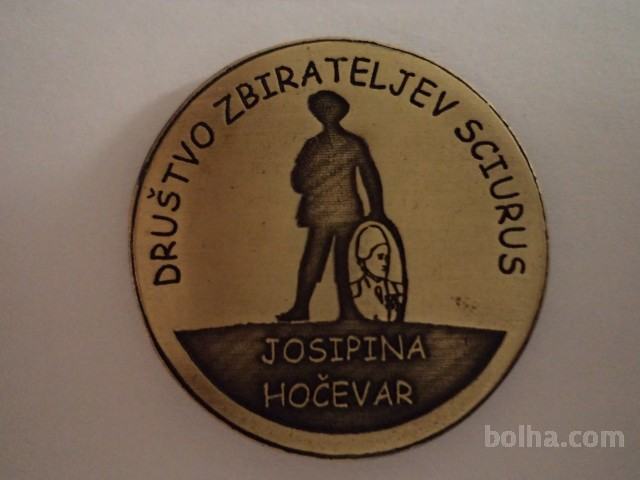 DRUŠTVO ZBIRATELJEV SCIURUS
JOSIPINA
HOČEVAR
bolha.com